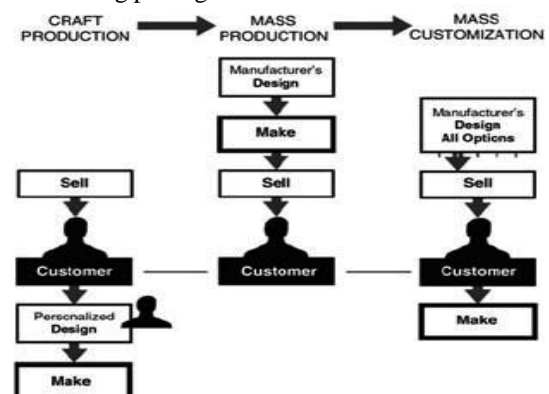 CRAFT
PRODUCTION
MASS
PRODUCTION
MASS
CUSTOMIZATION
Sell
Customer
Personalized
Design
Make
Manufacturer's
Design
Make
Sell
Customer
Manufacturer's
Design
All Options
Sell
Customer
Make